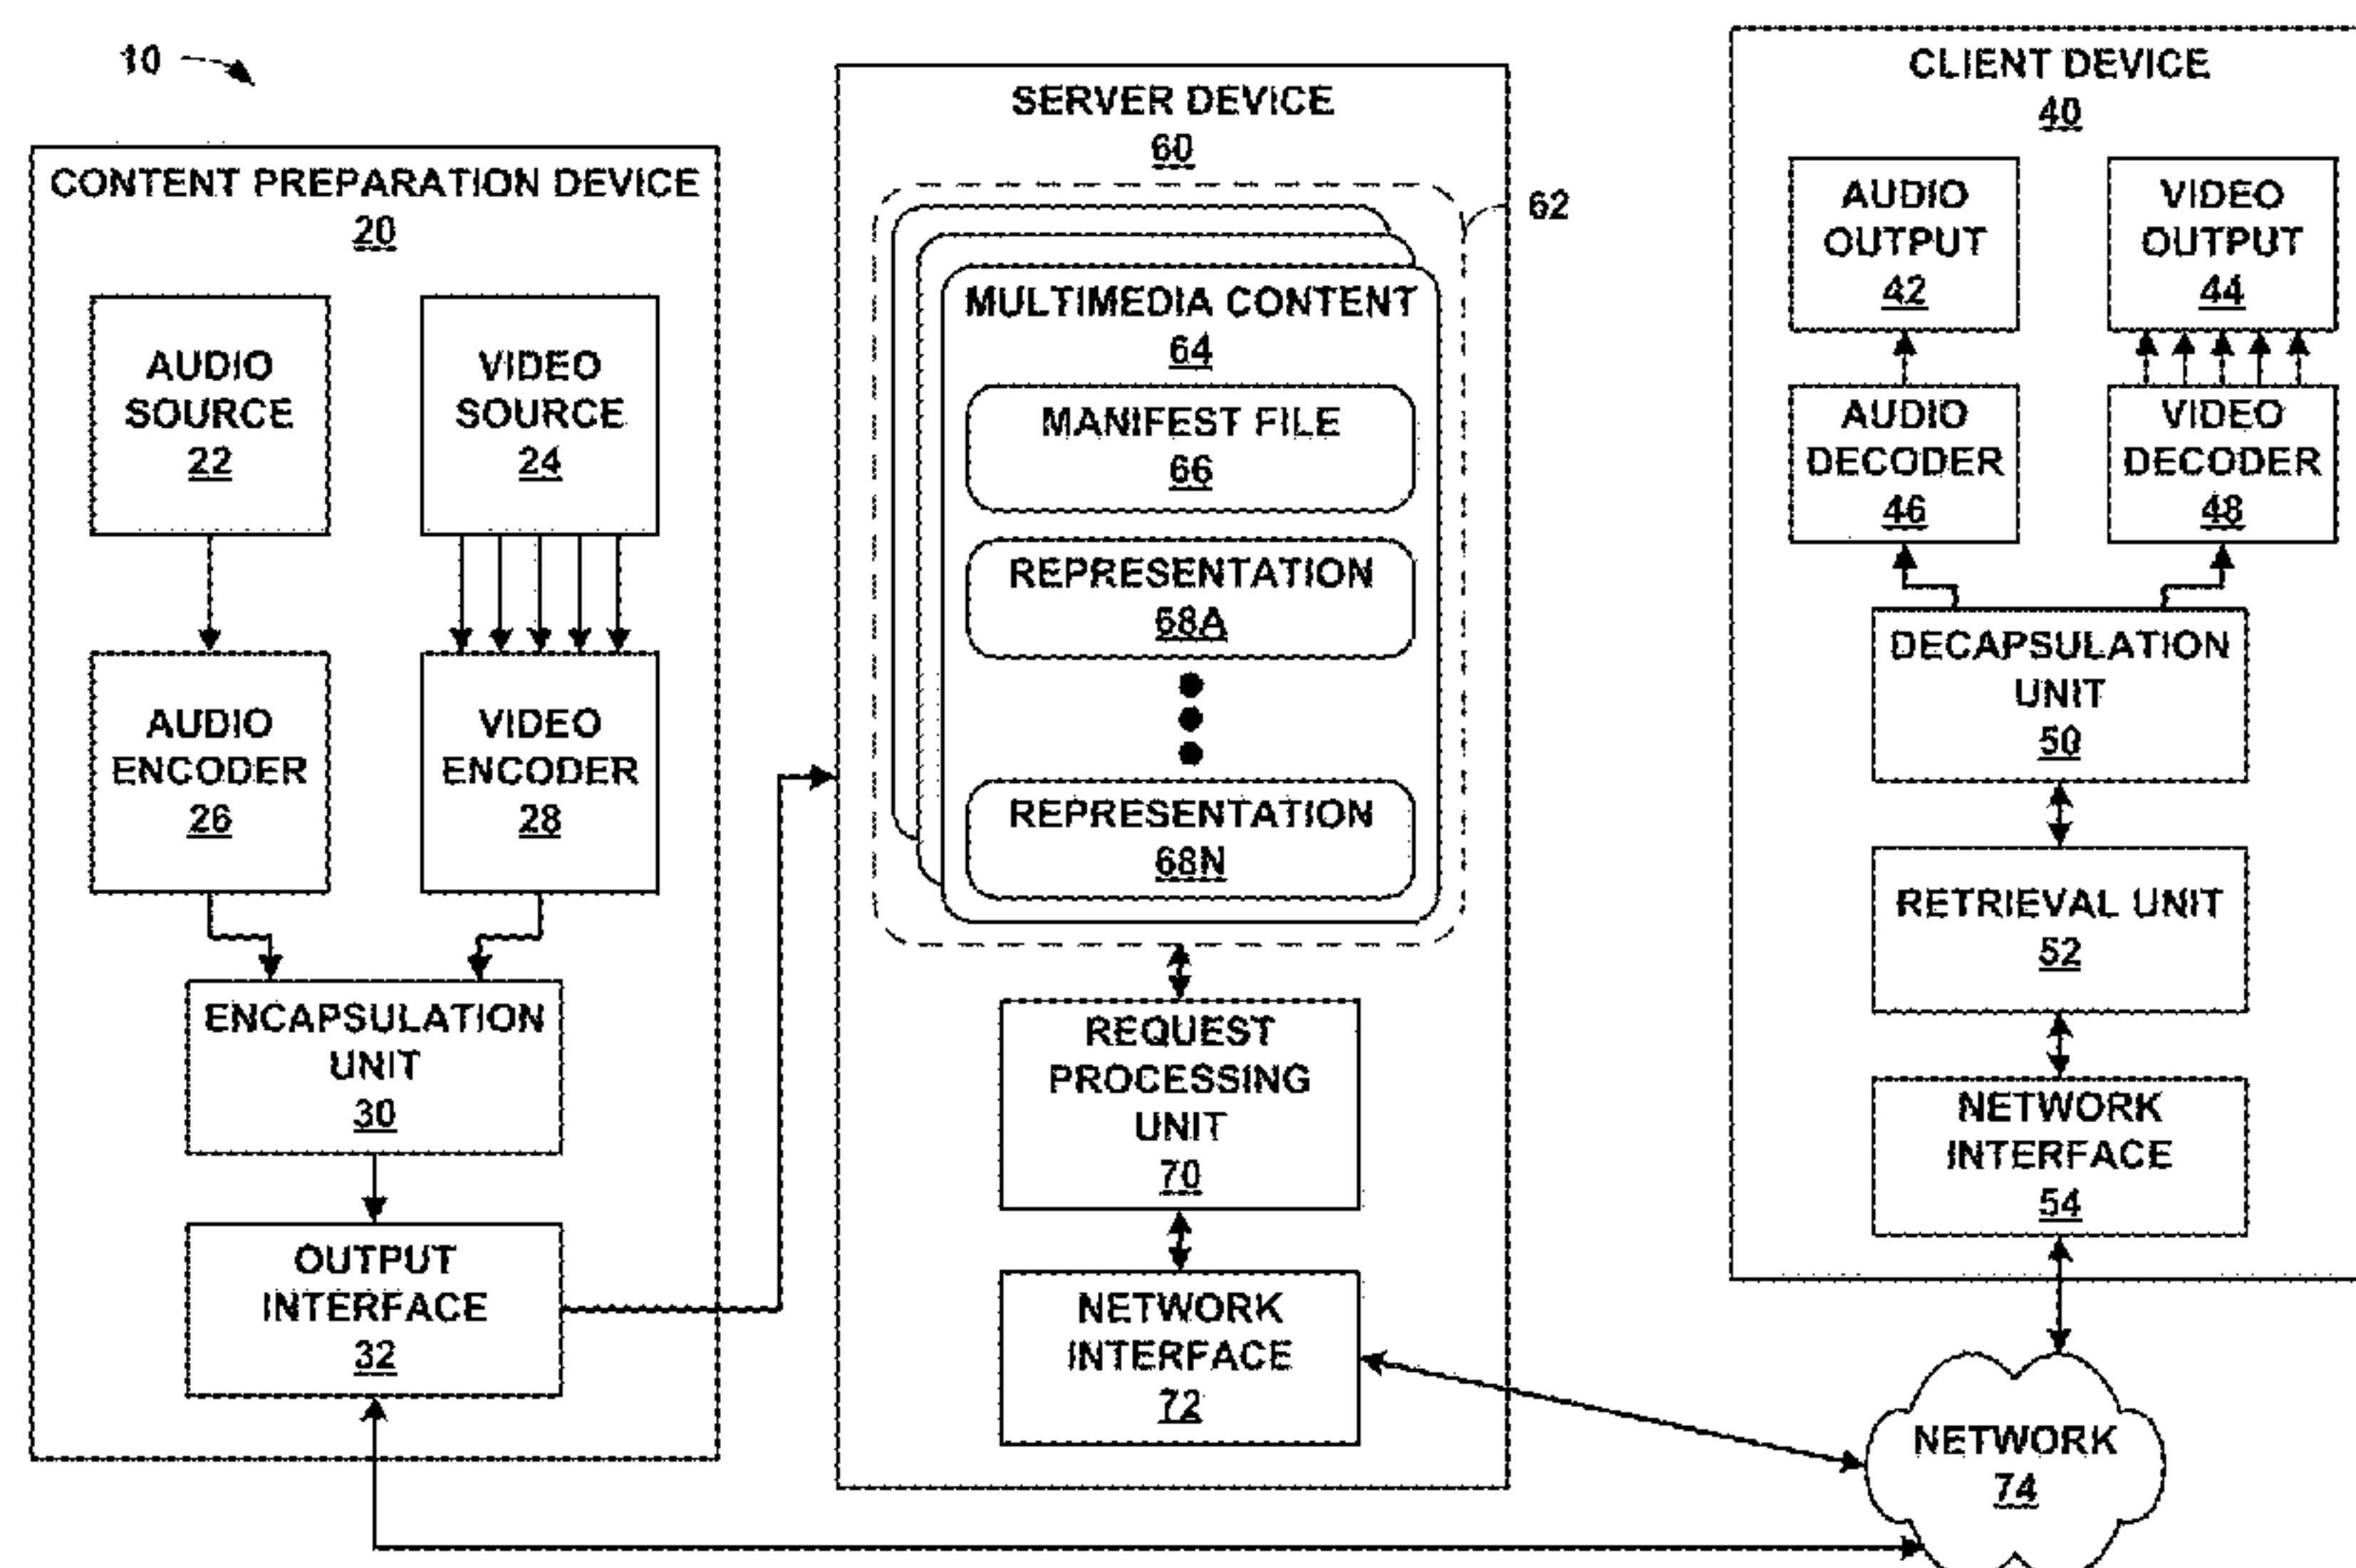 10
CONTENT PREPARATION DEVICE
20
AUDIO
SOURCE
22
VIDEO
SOURCE
24
AUDIO
ENCODER
26
VIDEO
ENCODER
28
ENCAPSULATION
UNIT
30
OUTPUT
INTERFACE
32
SERVER DEVICE
60
62
MULTIMEDIA CONTENT
64
MANIFEST FILE
66
REPRESENTATION
68A
REPRESENTATION
68N
REQUEST
PROCESSING
UNIT
70
NETWORK
INTERFACE
72
CLIENT DEVICE
40
AUDIO
OUTPUT
42
VIDEO
OUTPUT
44
AUDIO
DECODER
46
VIDEO
DECODER
48
DECAPSULATION
UNIT
50
RETRIEVAL UNIT
52
NETWORK
INTERFACE
54
NETWORK
74